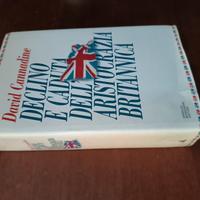 David Cannadine
DECLINO
E CADUTA
DELL'
ARISTOCRAZIA
BRITANNICA